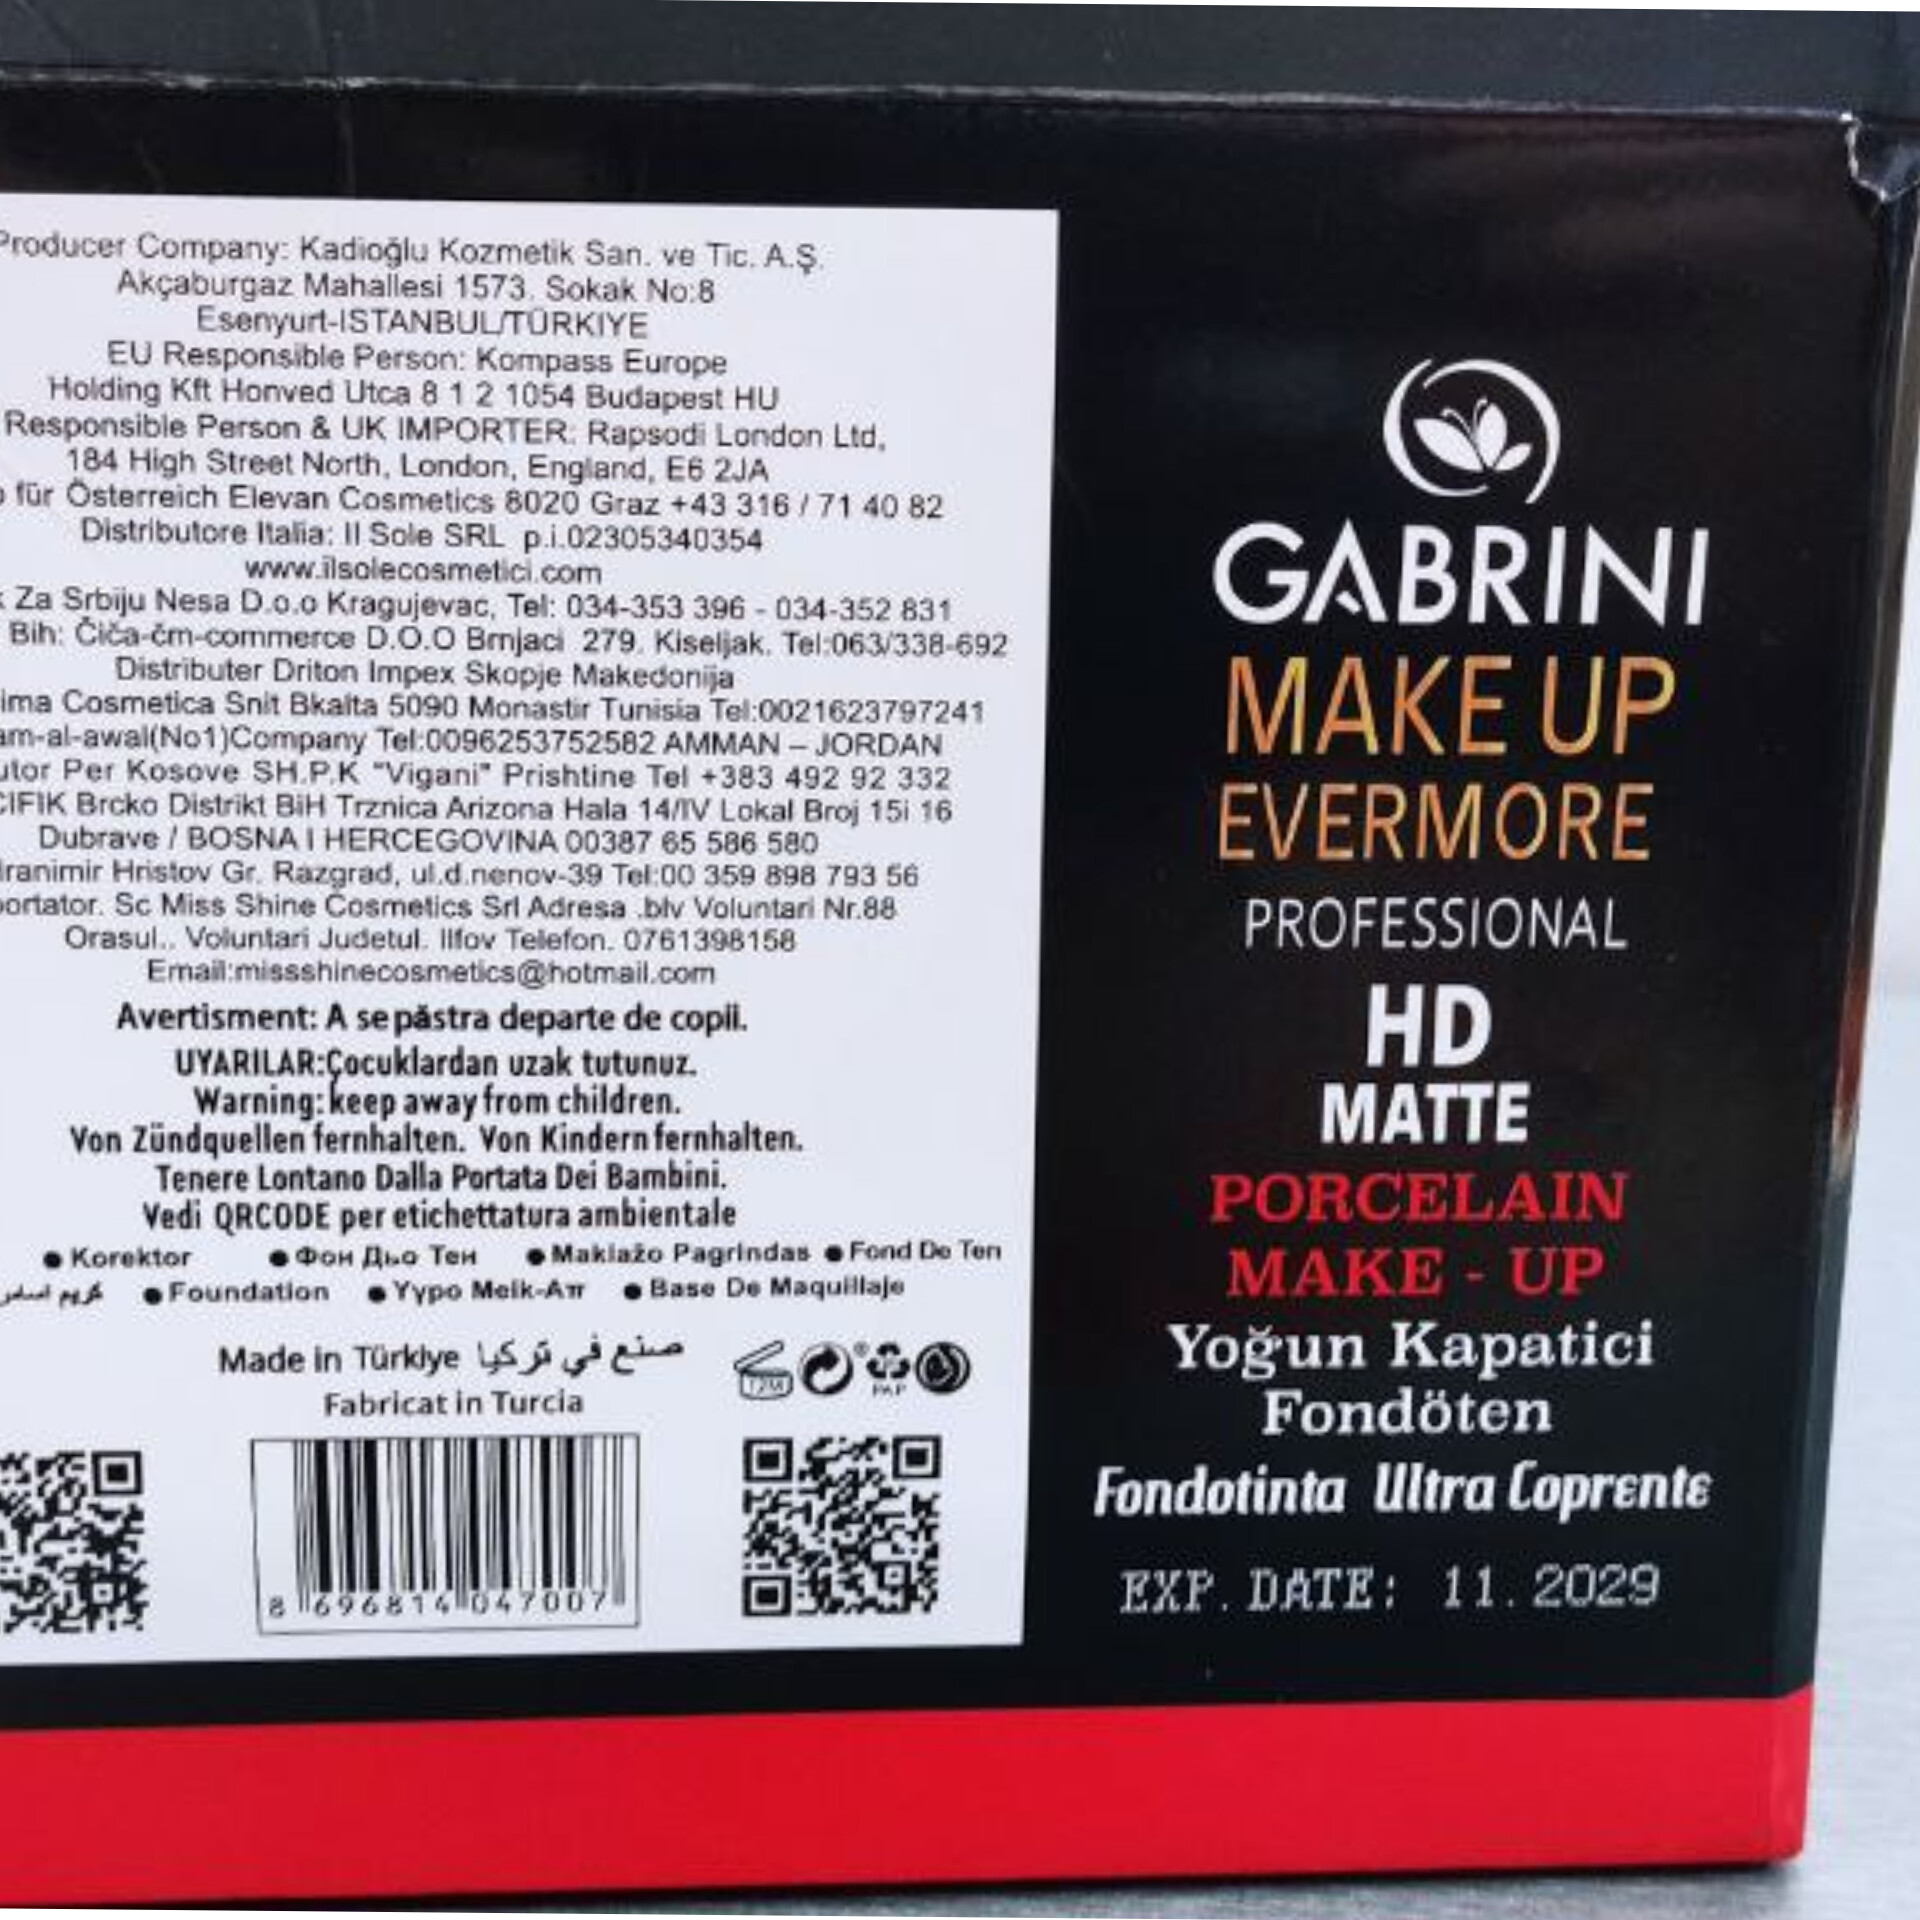 Producer Company: Kadioğlu Kozmetik San. ve Tic. A.Ş.
Akçaburgaz Mahallesi 1573. Sokak No:8
Esenyurt-ISTANBUL/TÜRKIYE
EU Responsible Person: Kompass Europe
Holding Kft Honved Utca 8 1 2 1054 Budapest HU
Responsible Person & UK IMPORTER: Rapsodi London Ltd,
184 High Street North, London, England, E6 2JA
für Österreich Elevan Cosmetics 8020 Graz +43 316 / 71 40 82
Distributore Italia: Il Sole SRL p.i.02305340354
www.ilsolecosmetici.com
Za Srbiju Nesa D.o.o Kragujevac, Tel: 034-353 396 - 034-352 831
Bih: Čiča-čm-commerce D.O.O Brnjaci 279. Kiseljak. Tel:063/338-692
Distributer Driton Impex Skopje Makedonija
Cosmetica Snit Bkalta 5090 Monastir Tunisia Tel:0021623797241
am-al-awal(No1)Company Tel:0096253752582 AMMAN – JORDAN
Per Kosove SH.P.K "Vigani" Prishtine Tel +383 492 92 332
Brcko Distrikt BiH Trznica Arizona Hala 14/IV Lokal Broj 15i 16
Dubrave / BOSNA I HERCEGOVINA 00387 65 586 580
Hristov Gr. Razgrad, ul.d.nenov-39 Tel:00 359 898 793 56
Sc Miss Shine Cosmetics Srl Adresa .blv Voluntari Nr.88
Orasul.. Voluntari Judetul. Ilfov Telefon. 0761398158
Email:missshinecosmetics@hotmail.com
Avertisment: A se păstra departe de copii.
UYARILAR:Çocuklardan uzak tutunuz.
Warning: keep away from children.
Von Zündquellen fernhalten. Von Kindern fernhalten.
Tenere Lontano Dalla Portata Dei Bambini.
Vedi QRCODE per etichettatura ambientale
● Korektor ● Фон Дьо Тен ● Makiažo Pagrindas ● Fond De Ten
كريم اساس ● Foundation ● Υγρο Μεικ-Απ ● Base De Maquillaje
Made in Türkiye صنع في تركيا
12M
PAP
Fabricat in Turcia
8 696814 047007
GABRINI
MAKE UP
EVERMORE
PROFESSIONAL
HD
MATTE
PORCELAIN
MAKE - UP
Yoğun Kapatici
Fondöten
Fondotinta Ultra Coprente
EXP. DATE: 11.2029